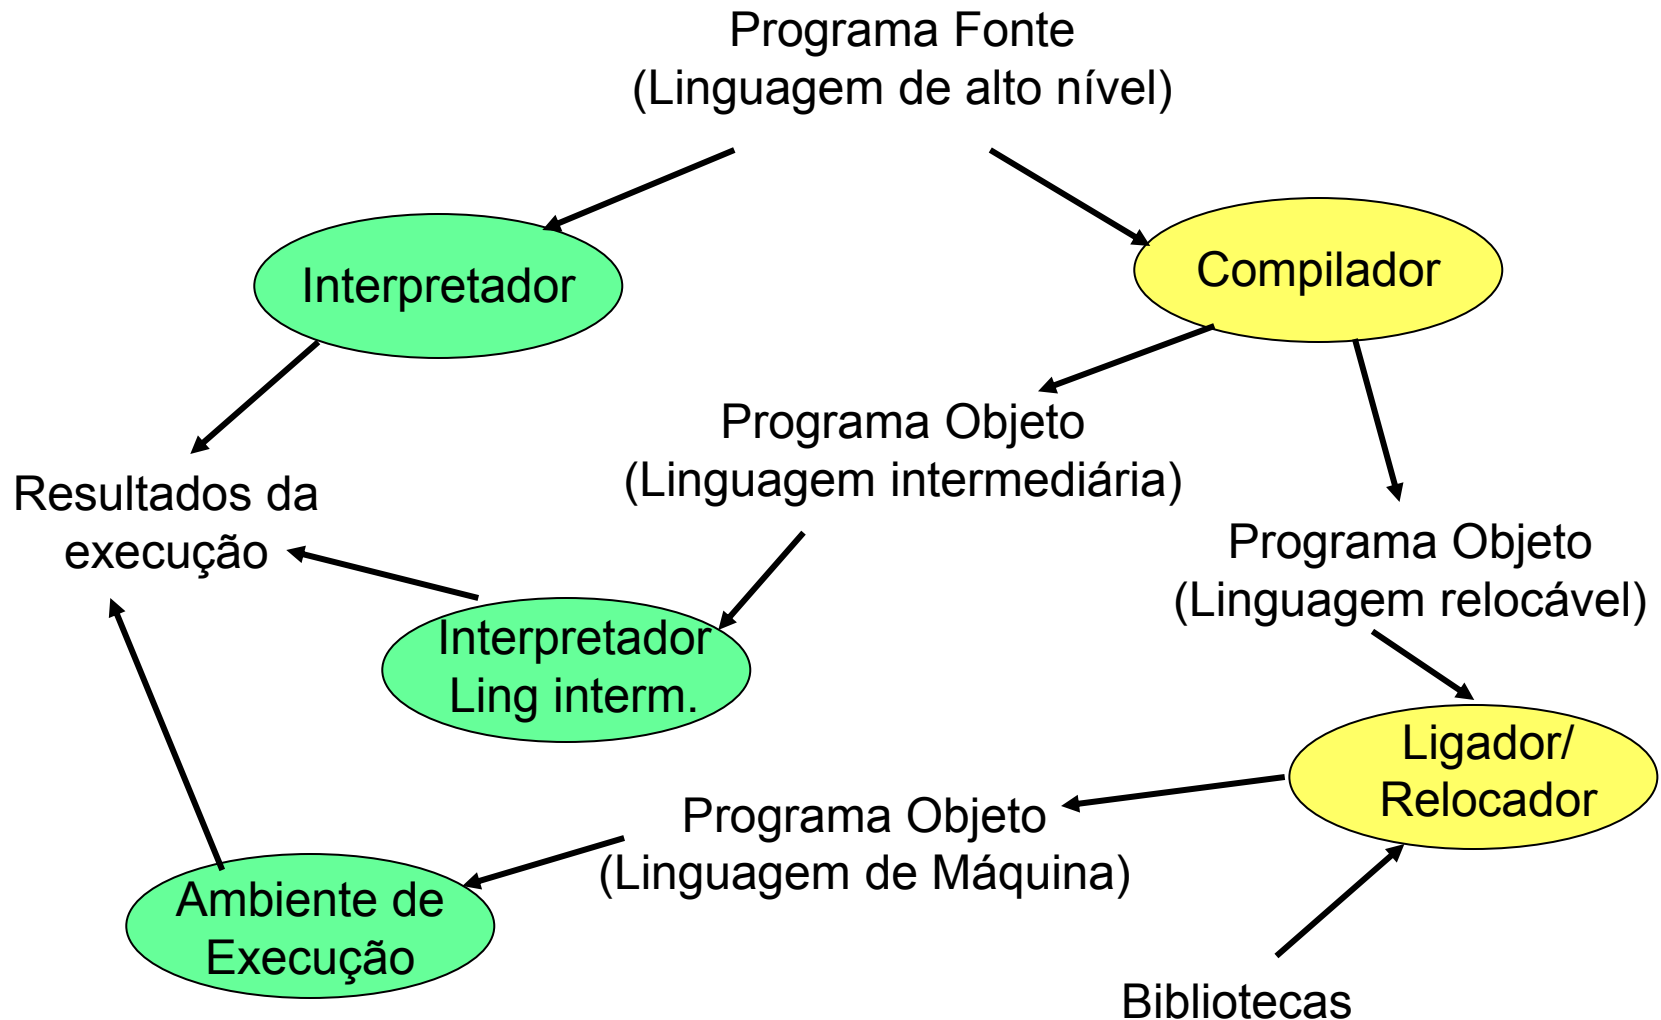 Programa Fonte
(Linguagem de alto nível)
Interpretador
Compilador
Programa Objeto
(Linguagem intermediária)
Resultados da
execução
Programa Objeto
(Linguagem relocável)
Interpretador
Ling interm.
Ligador/
Relocador
Programa Objeto
(Linguagem de Máquina)
Ambiente de
Execução
Bibliotecas